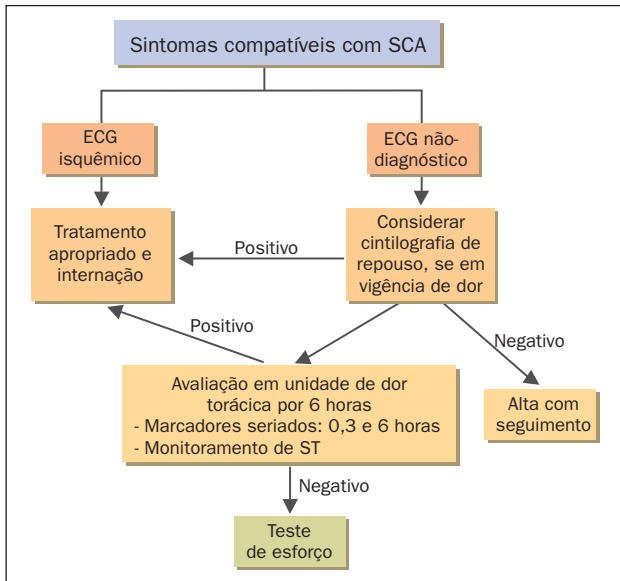 Sintomas compatíveis com SCA
ECG
isquêmico
ECG não-
diagnóstico
Tratamento
apropriado e
internação
Positivo
Considerar
cintilografia de
repouso, se em
vigência de dor
Positivo
Negativo
Avaliação em unidade de dor
torácica por 6 horas
- Marcadores seriados: 0,3 e 6 horas
- Monitoramento de ST
Alta com
seguimento
Negativo
Teste
de esforço